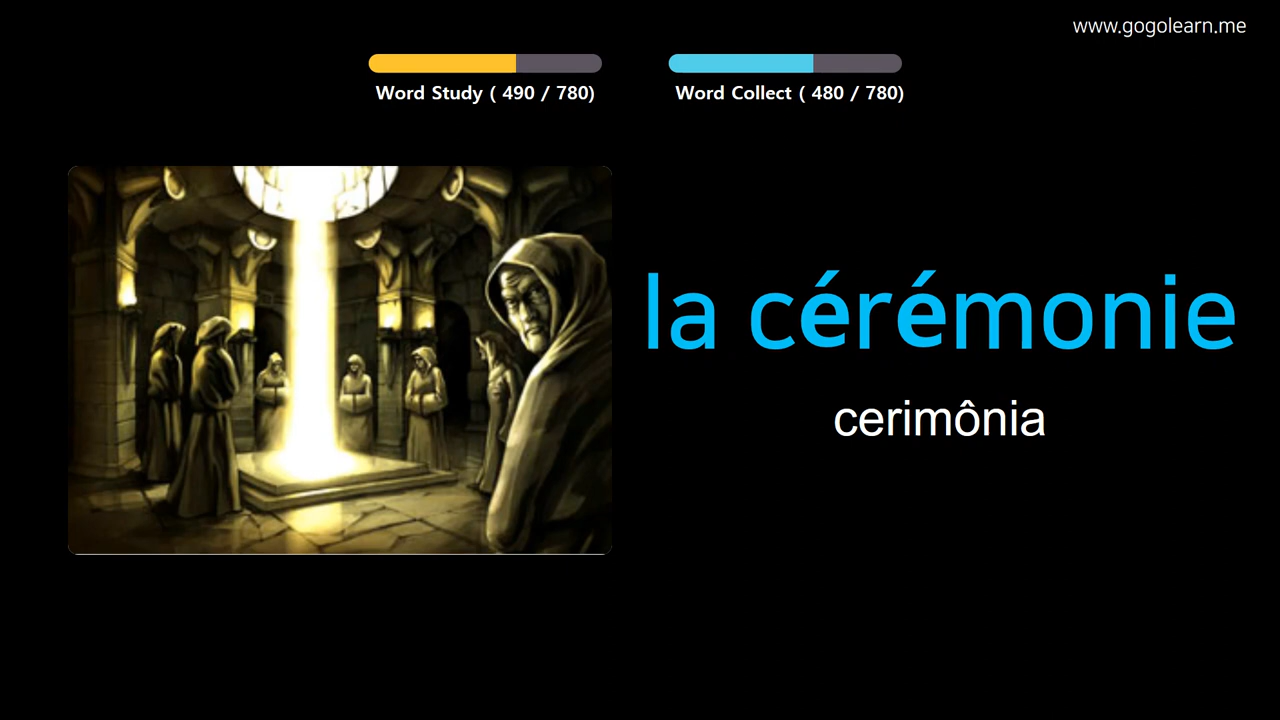 www.gogolearn.me
Word Study ( 490 / 780)
Word Collect ( 480 / 780)
la cérémonie
cerimônia